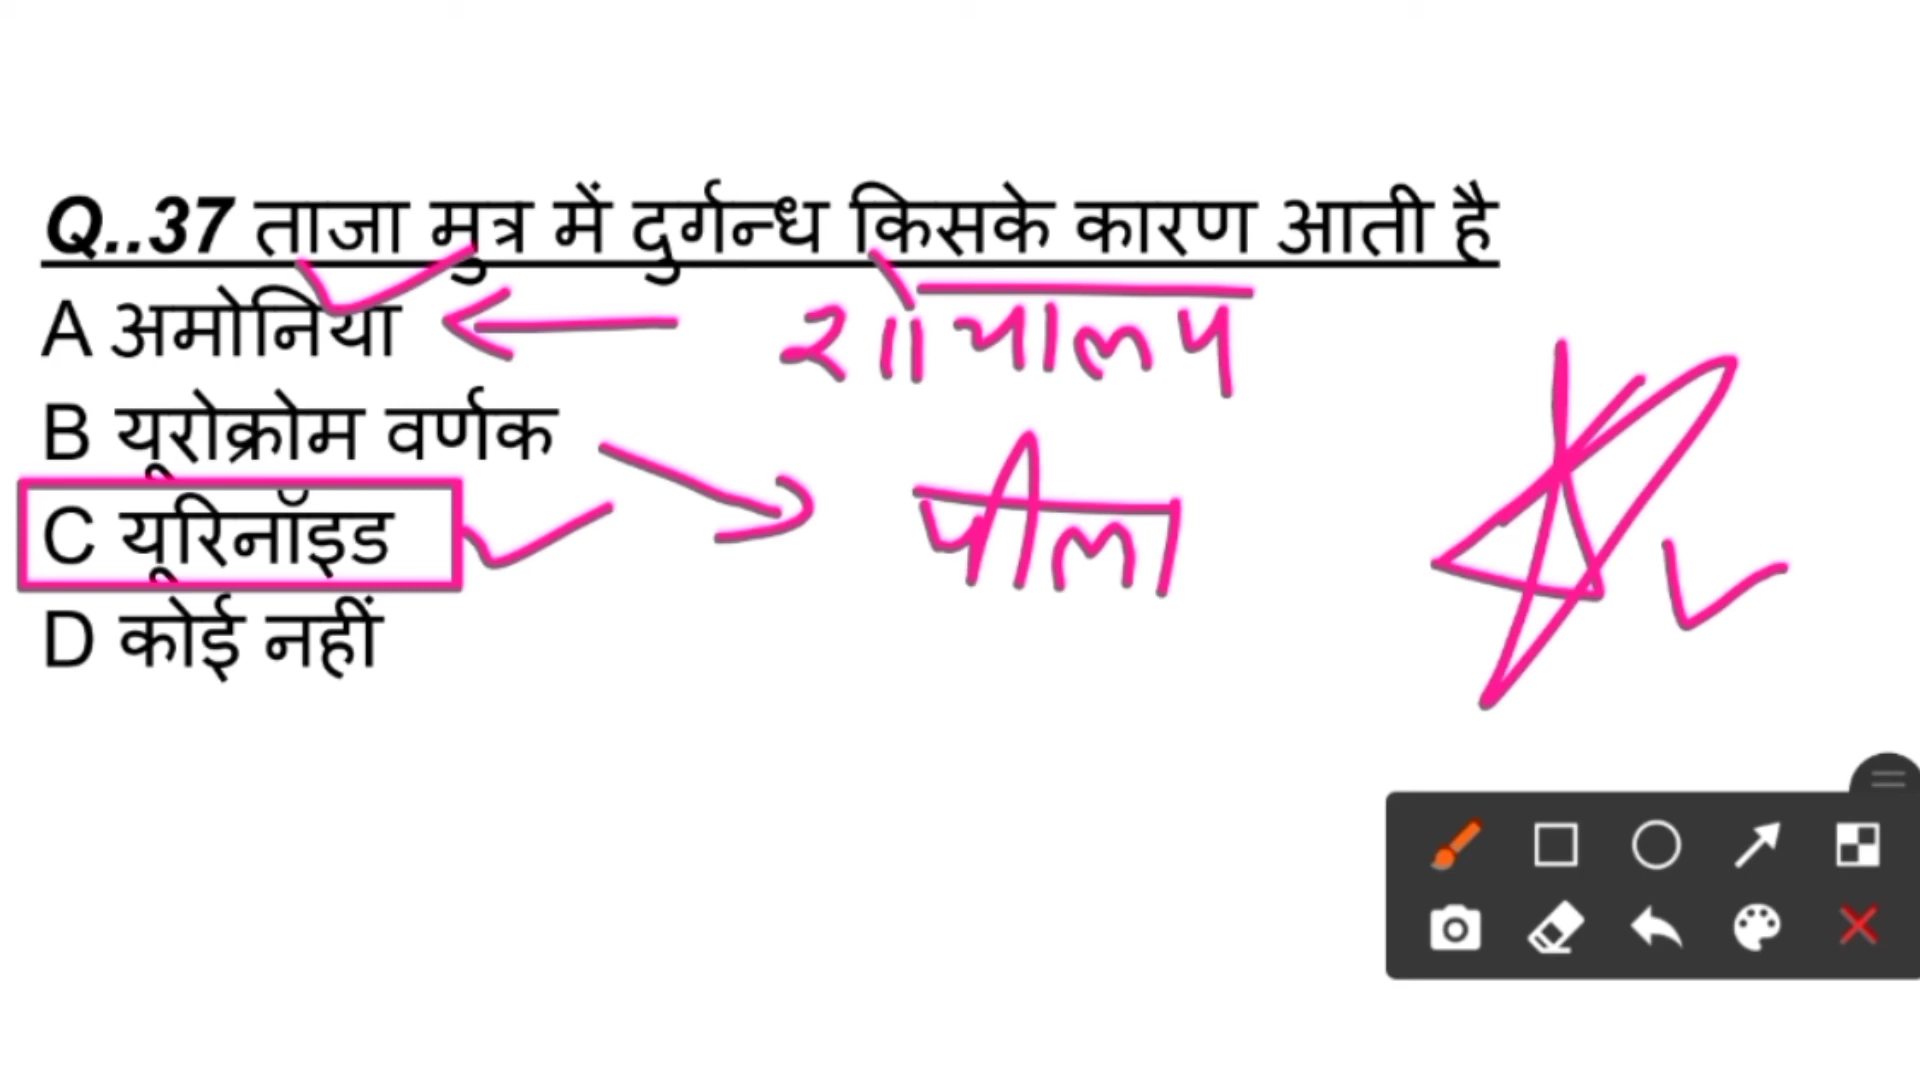 Q..37 ताजा मुत्र में दुर्गन्ध किसके कारण आती है
A अमोनिया
शौचालय
B यूरोक्रोम वर्णक
पीला
C यूरिनॉइड
D कोई नहीं